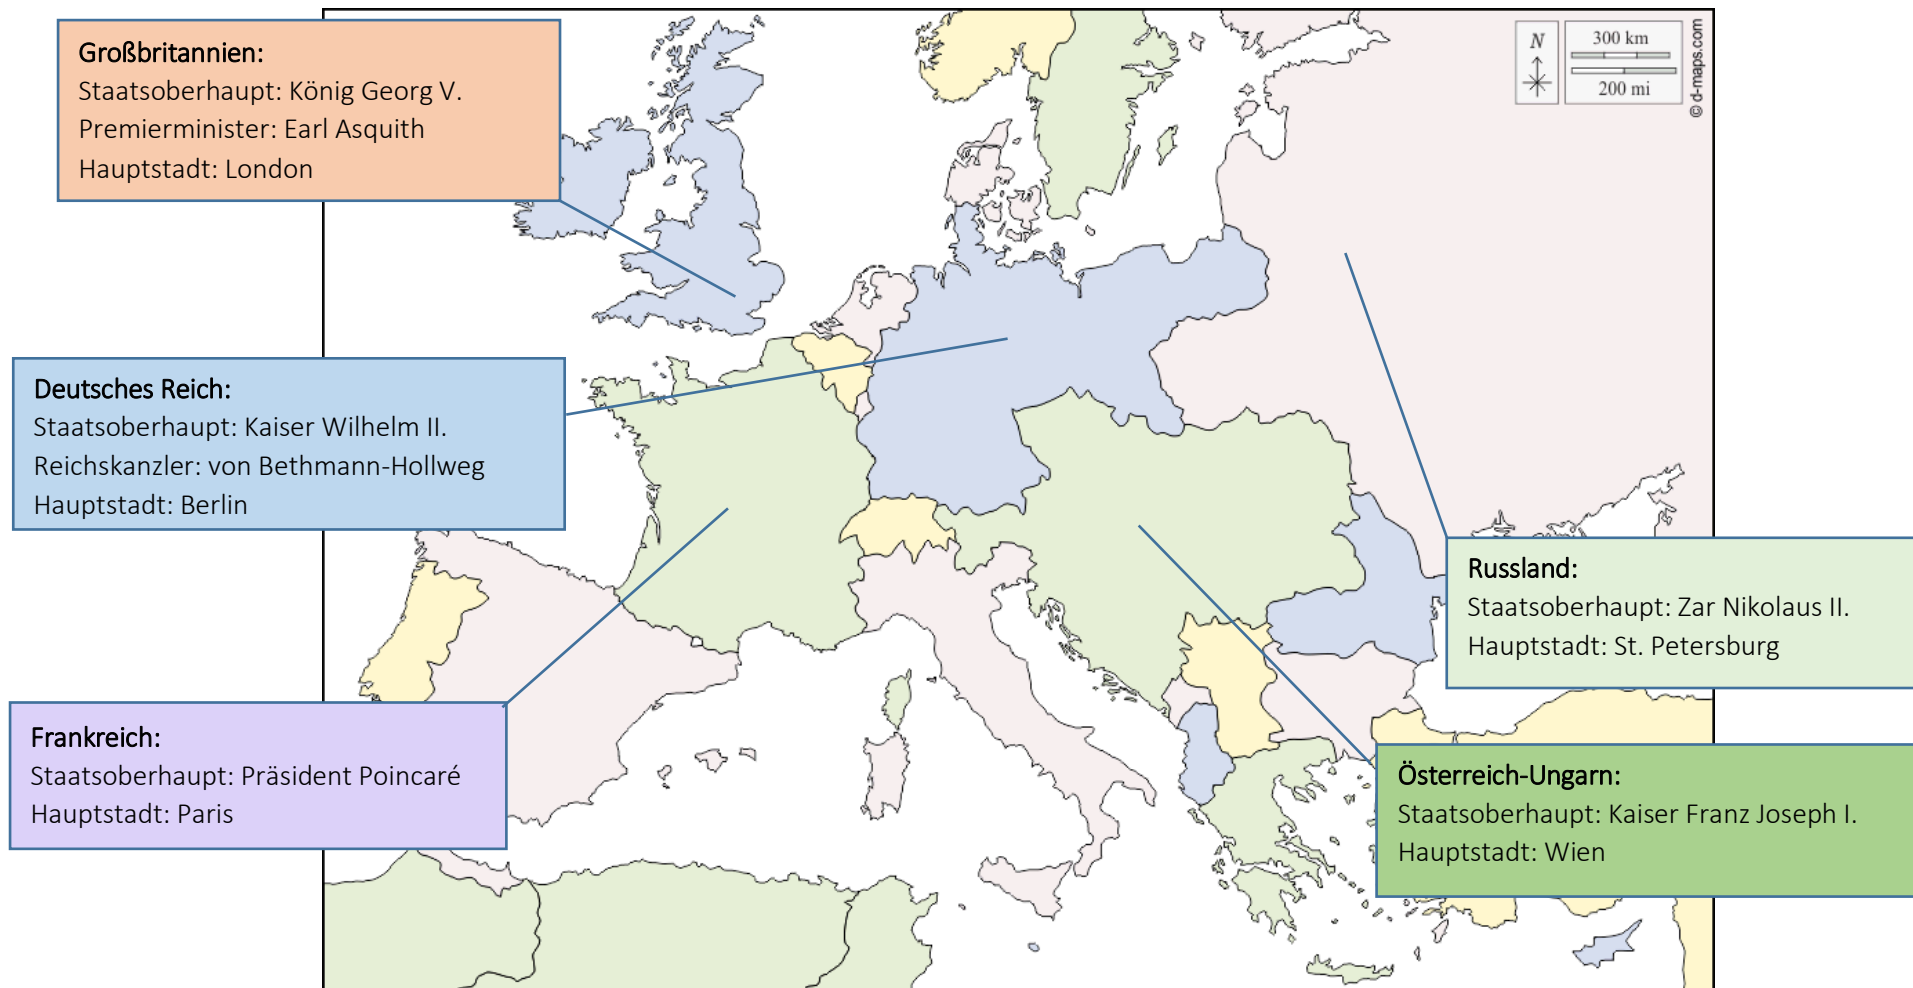 Großbritannien:
Staatsoberhaupt: König Georg V.
Premierminister: Earl Asquith
Hauptstadt: London
N
300 km
200 mi
© d-maps.com
Deutsches Reich:
Staatsoberhaupt: Kaiser Wilhelm II.
Reichskanzler: von Bethmann-Hollweg
Hauptstadt: Berlin
Russland:
Staatsoberhaupt: Zar Nikolaus II.
Hauptstadt: St. Petersburg
Frankreich:
Staatsoberhaupt: Präsident Poincaré
Hauptstadt: Paris
Österreich-Ungarn:
Staatsoberhaupt: Kaiser Franz Joseph I.
Hauptstadt: Wien